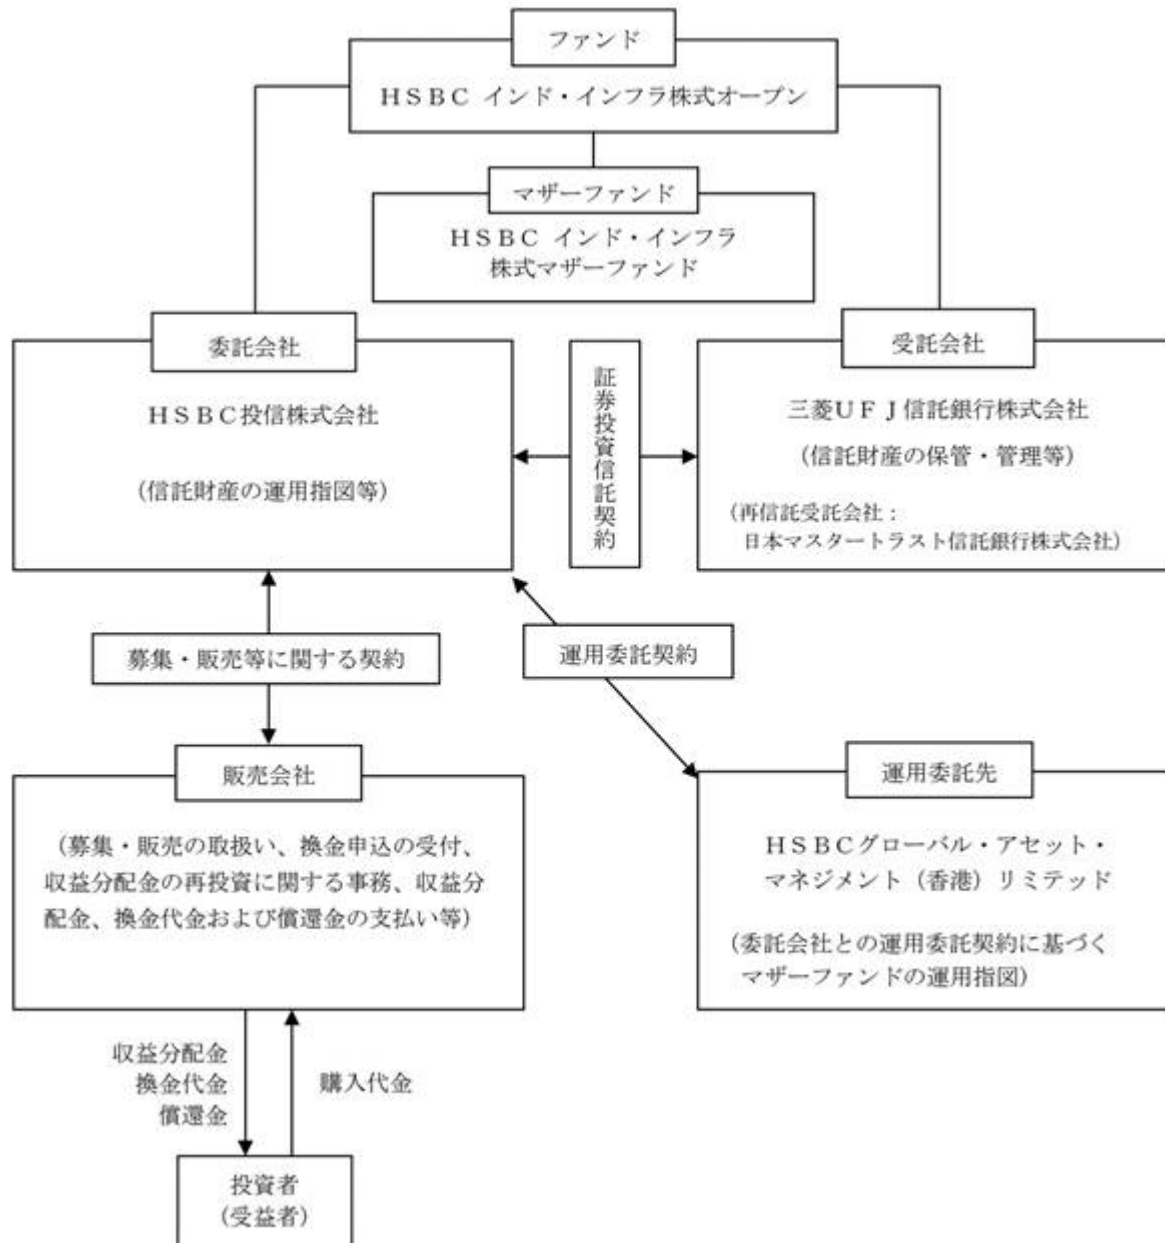 ファンド
ＨＳＢＣ インド・インフラ株式オープン
マザーファンド
ＨＳＢＣ インド・インフラ
株式マザーファンド
委託会社
ＨＳＢＣ投信株式会社
（信託財産の運用指図等）
証券投資信託契約
受託会社
三菱ＵＦＪ信託銀行株式会社
（信託財産の保管・管理等）
（再信託受託会社：
日本マスタートラスト信託銀行株式会社）
募集・販売等に関する契約
運用委託契約
販売会社
（募集・販売の取扱い、換金申込の受付、
収益分配金の再投資に関する事務、収益分
配金、換金代金および償還金の支払い等）
運用委託先
ＨＳＢＣグローバル・アセット・
マネジメント（香港）リミテッド
（委託会社との運用委託契約に基づく
マザーファンドの運用指図）
収益分配金
換金代金
償還金
購入代金
投資者
（受益者）